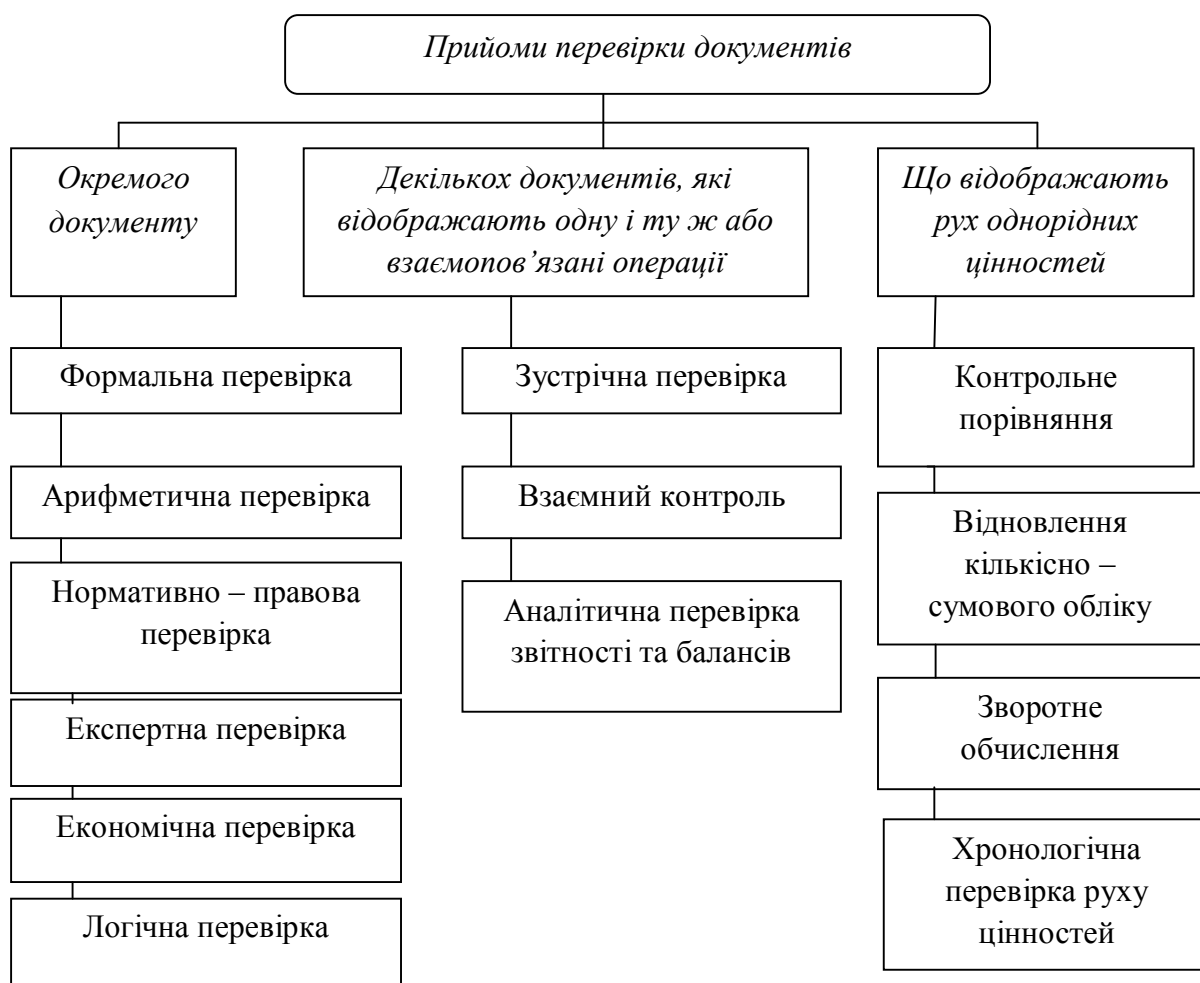 Прийоми перевірки документів
Окремого
документу
Декількох документів, які
відображають одну і ту ж або
взаємопов’язані операції
Що відображають
рух однорідних
цінностей
Формальна перевірка
Арифметична перевірка
Нормативно – правова
перевірка
Експертна перевірка
Економічна перевірка
Логічна перевірка
Зустрічна перевірка
Взаємний контроль
Аналітична перевірка
звітності та балансів
Контрольне
порівняння
Відновлення
кількісно –
сумового обліку
Зворотне
обчислення
Хронологічна
перевірка руху
цінностей